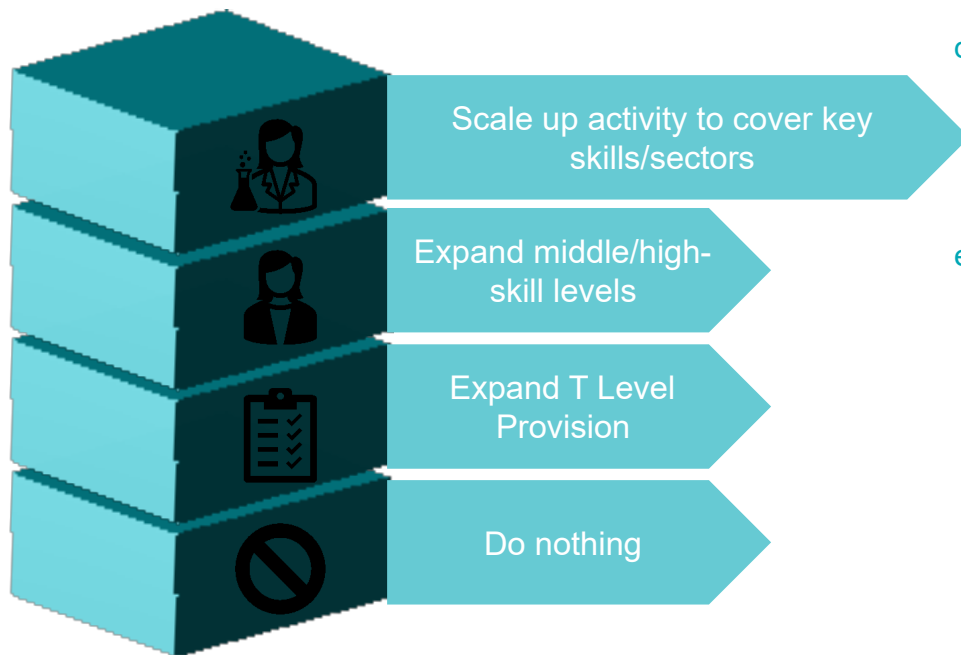 Scale up activity to cover key
skills/sectors
Expand middle/high-
skill levels
Expand T Level
Provision
Do nothing